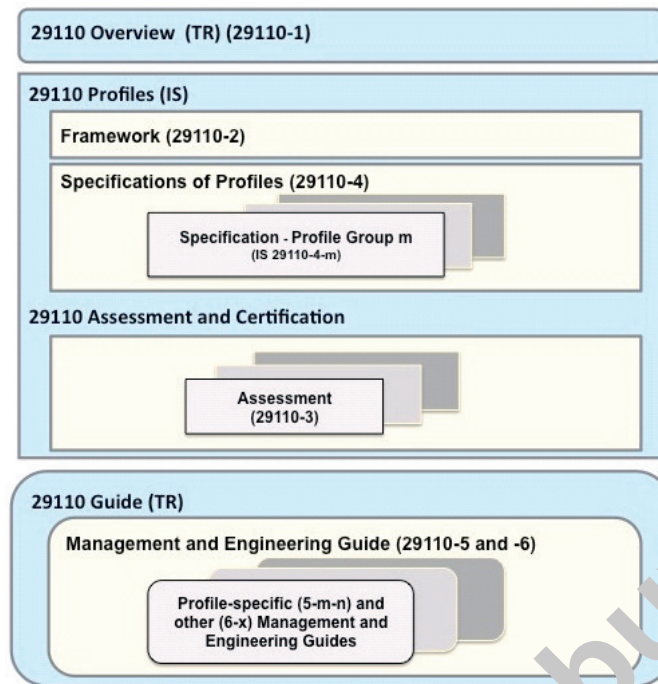 29110 Overview (TR) (29110-1)
29110 Profiles (IS)
Framework (29110-2)
Specifications of Profiles (29110-4)
Specification - Profile Group m
(IS 29110-4-m)
29110 Assessment and Certification
Assessment
(29110-3)
29110 Guide (TR)
Management and Engineering Guide (29110-5 and -6)
Profile-specific (5-m-n) and
other (6-x) Management and
Engineering Guides